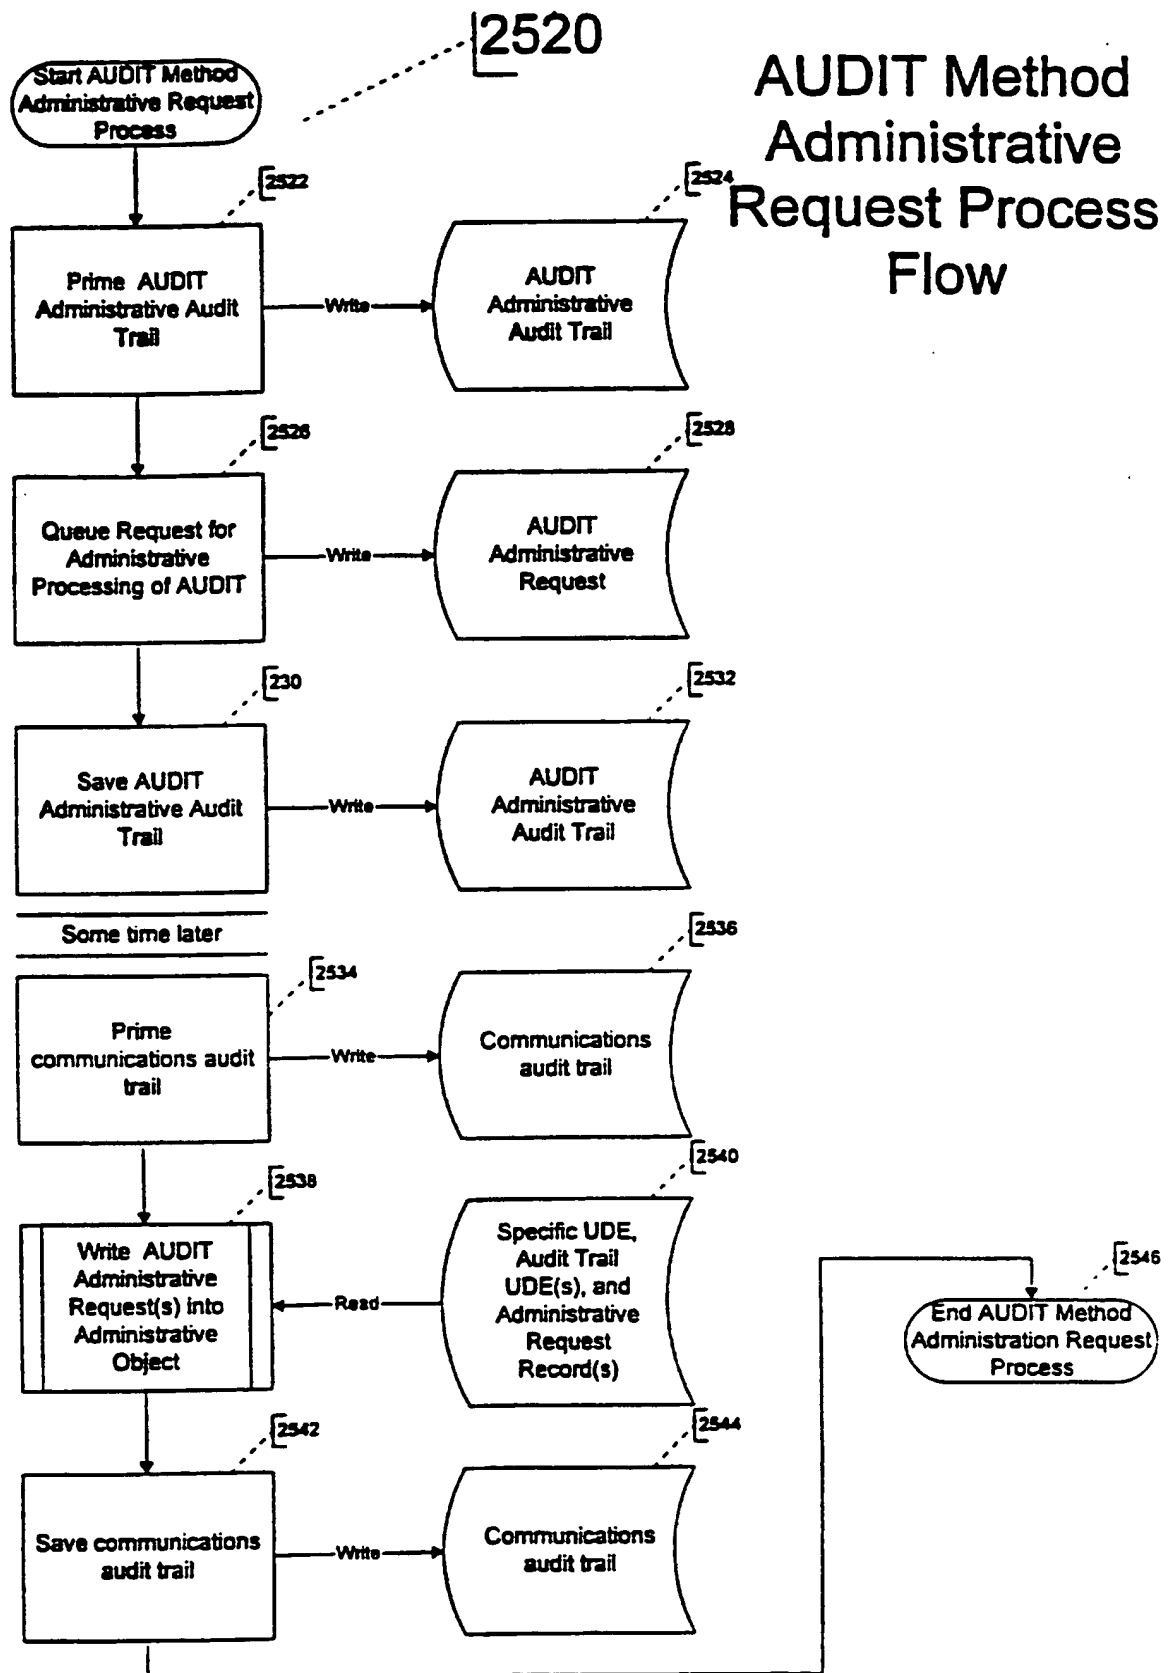 2520
AUDIT Method
Administrative
Request Process
Flow
Start AUDIT Method
Administrative Request
Process
2522
Prime AUDIT
Administrative Audit
Trail
Write
2524
AUDIT
Administrative
Audit Trail
2526
Queue Request for
Administrative
Processing of AUDIT
Write
2528
AUDIT
Administrative
Request
230
Save AUDIT
Administrative Audit
Trail
Write
2532
AUDIT
Administrative
Audit Trail
Some time later
2534
Prime
communications audit
trail
Write
2536
Communications
audit trail
2538
Write AUDIT
Administrative
Request(s) into
Administrative
Object
Read
2540
Specific UDE,
Audit Trail
UDE(s), and
Administrative
Request
Record(s)
2542
Save communications
audit trail
Write
2544
Communications
audit trail
2546
End AUDIT Method
Administration Request
Process